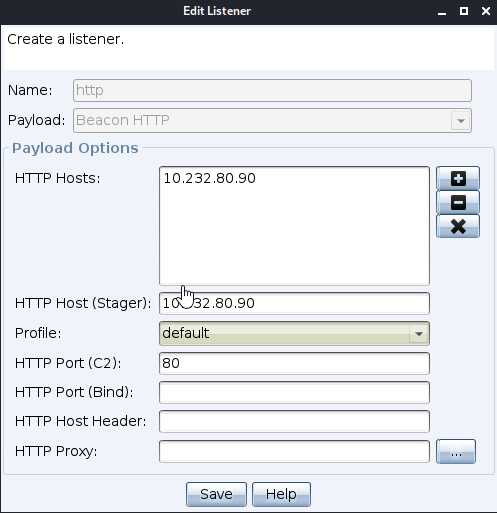 Edit Listener
Create a listener.
Name: http
Payload: Beacon HTTP
Payload Options
HTTP Hosts: 10.232.80.90
HTTP Host (Stager): 10.232.80.90
Profile: default
HTTP Port (C2): 80
HTTP Port (Bind):
HTTP Host Header:
HTTP Proxy: ...
Save Help